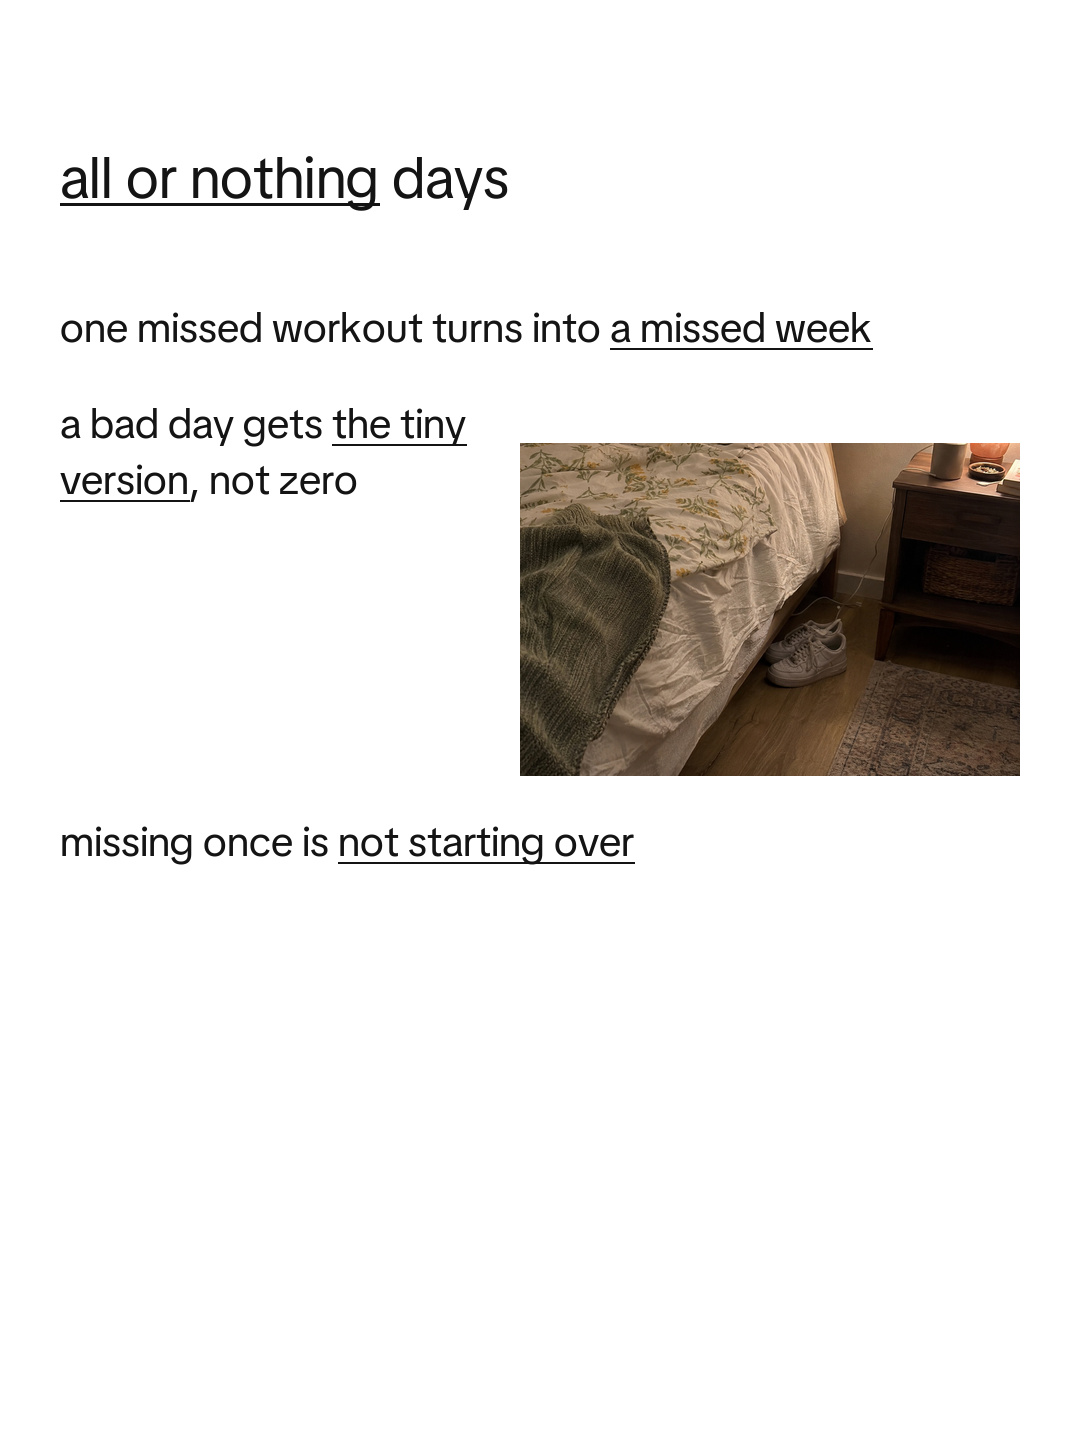 all or nothing days
one missed workout turns into a missed week
a bad day gets the tiny
version, not zero
missing once is not starting over